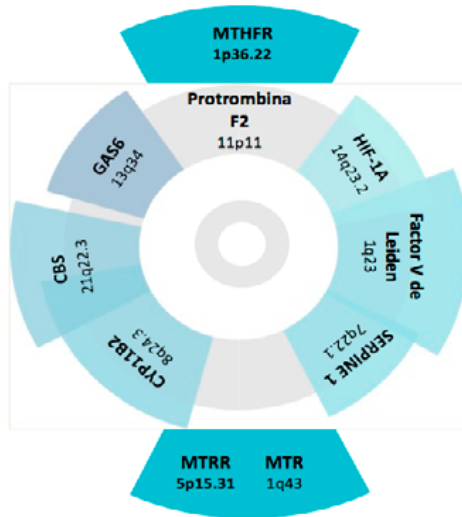 MTHFR
1p36.22
Protrombina
F2
11p11
HIF-1A
14q23.2
Factor V de
Leiden
1q23
SERPINE 1
7q22.1
MTRR
5p15.31
MTR
1q43
CYP11B2
8q24.3
CBS
21q22.3
GAS6
13q34